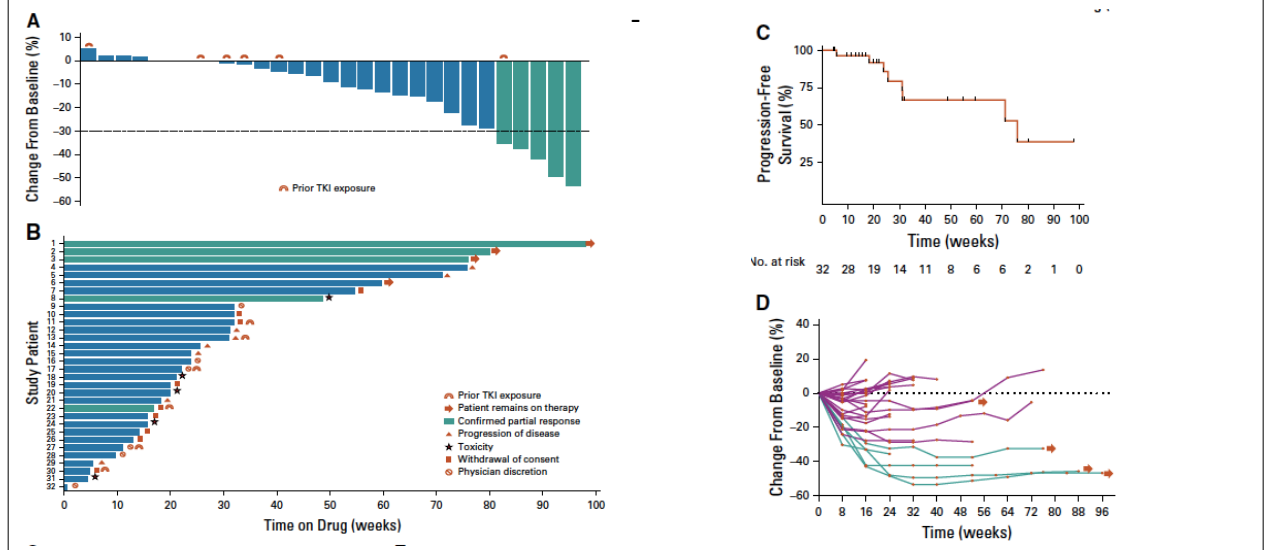 A
Change From Baseline (%)
10
0
−10
−20
−30
−40
−50
−60
Prior TKI exposure
B
Study Patient
1
2
3
4
5
6
7
8
9
10
11
12
13
14
15
16
17
18
19
20
21
22
23
24
25
26
27
28
29
30
31
32
Prior TKI exposure
Patient remains on therapy
Confirmed partial response
Progression of disease
Toxicity
Withdrawal of consent
Physician discretion
0 10 20 30 40 50 60 70 80 90 100
Time on Drug (weeks)
C
Progression-Free
Survival (%)
100
75
50
25
0 10 20 30 40 50 60 70 80 90 100
Time (weeks)
No. at risk
32 28 19 14 11 8 6 6 2 1 0
D
Change From Baseline (%)
40
20
0
−20
−40
−60
0 8 16 24 32 40 48 56 64 72 80 88 96
Time (weeks)